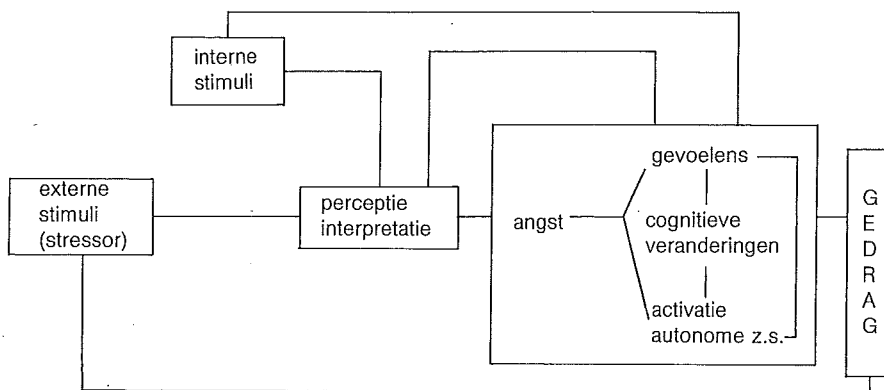 interne
stimuli
externe
stimuli
(stressor)
perceptie
interpretatie
angst
gevoelens
cognitieve
veranderingen
activatie
autonome z.s.
G
E
D
R
A
G